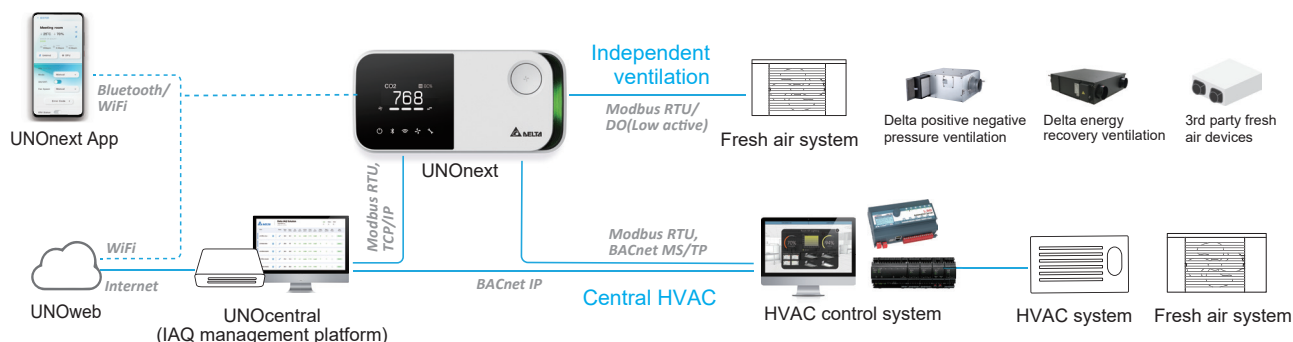 Meeting room
Bluetooth/
WiFi
UNOnext App
CO2
768
DELTA
UNOnext
Independent
ventilation
Modbus RTU/
DO(Low active)
Fresh air system
Delta positive negative
pressure ventilation
Delta energy
recovery ventilation
3rd party fresh
air devices
Modbus RTU,
TCP/IP
WiFi
Internet
UNOweb
UNOcentral
(IAQ management platform)
BACnet IP
Modbus RTU,
BACnet MS/TP
Central HVAC
HVAC control system
HVAC system
Fresh air system